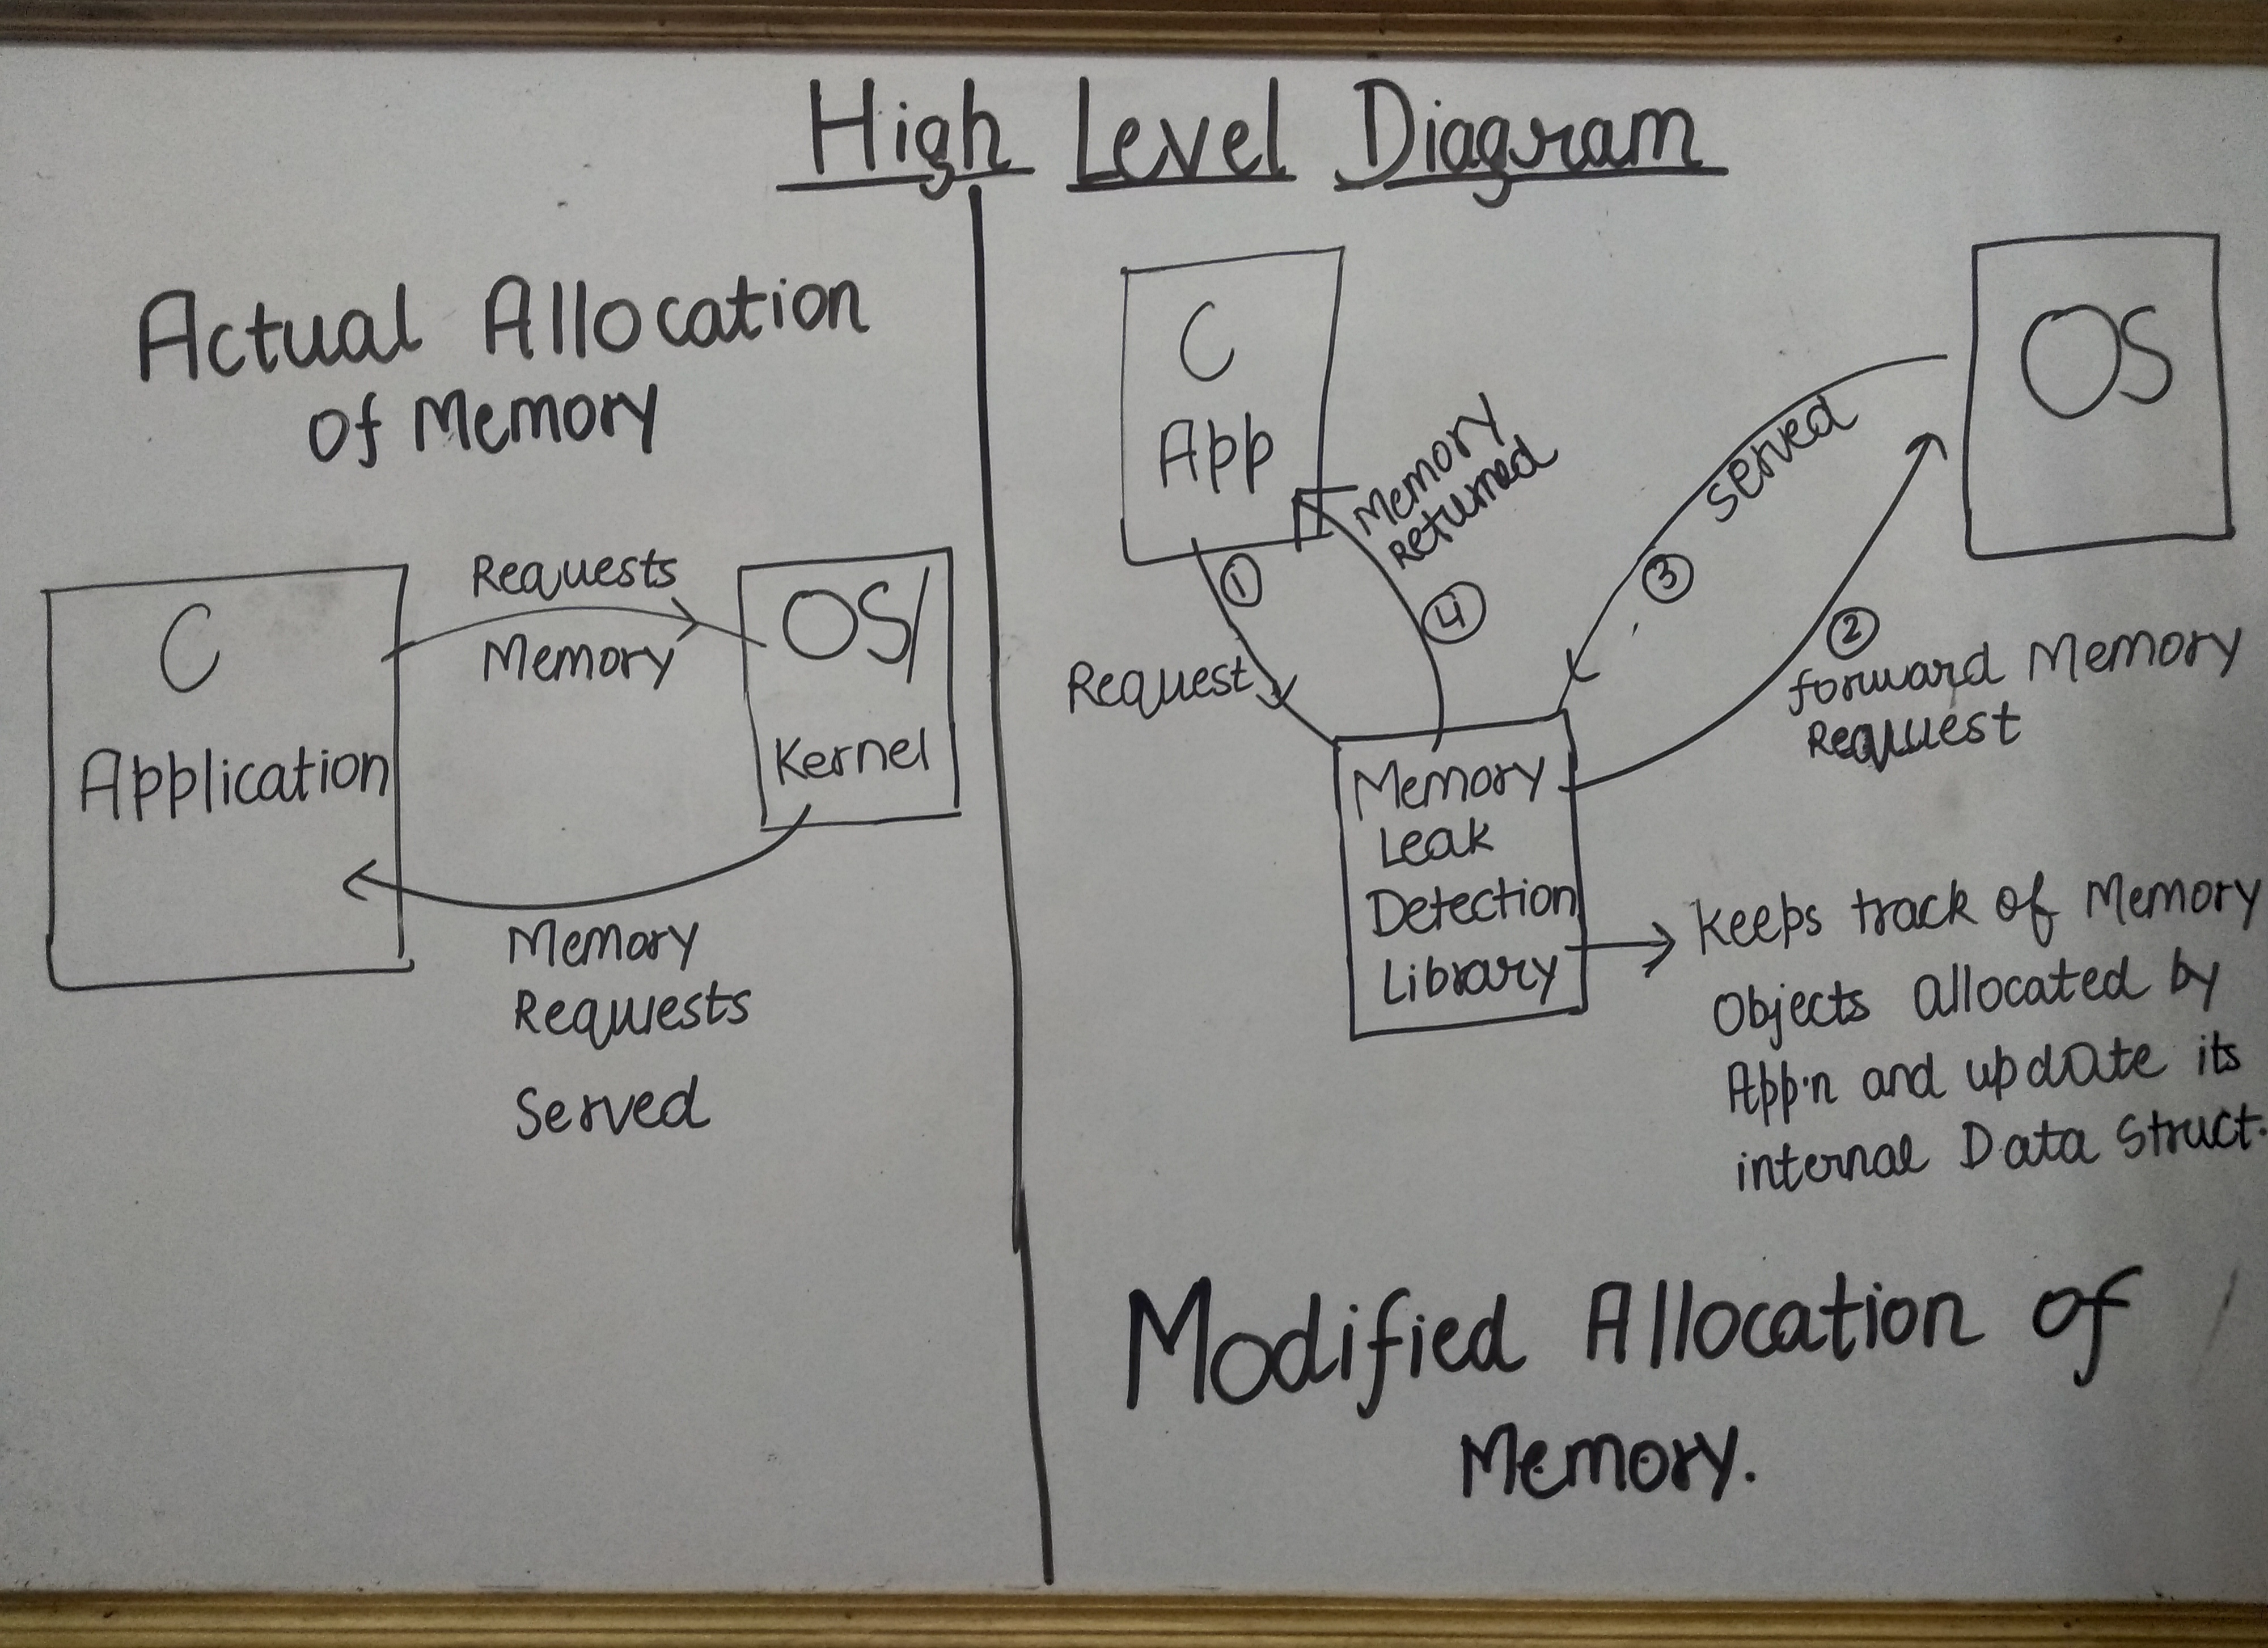 High Level Diagram
Actual Allocation
of Memory
C
Application
Requests
Memory
OS/
Kernel
Memory
Requests
Served
C
App
OS
Memory
returned
served
1
4
3
2
Request
forward Memory
Request
Memory
Leak
Detection
Library
keeps track of Memory
Objects allocated by
App'n and update its
internal Data Struct.
Modified Allocation of
Memory.